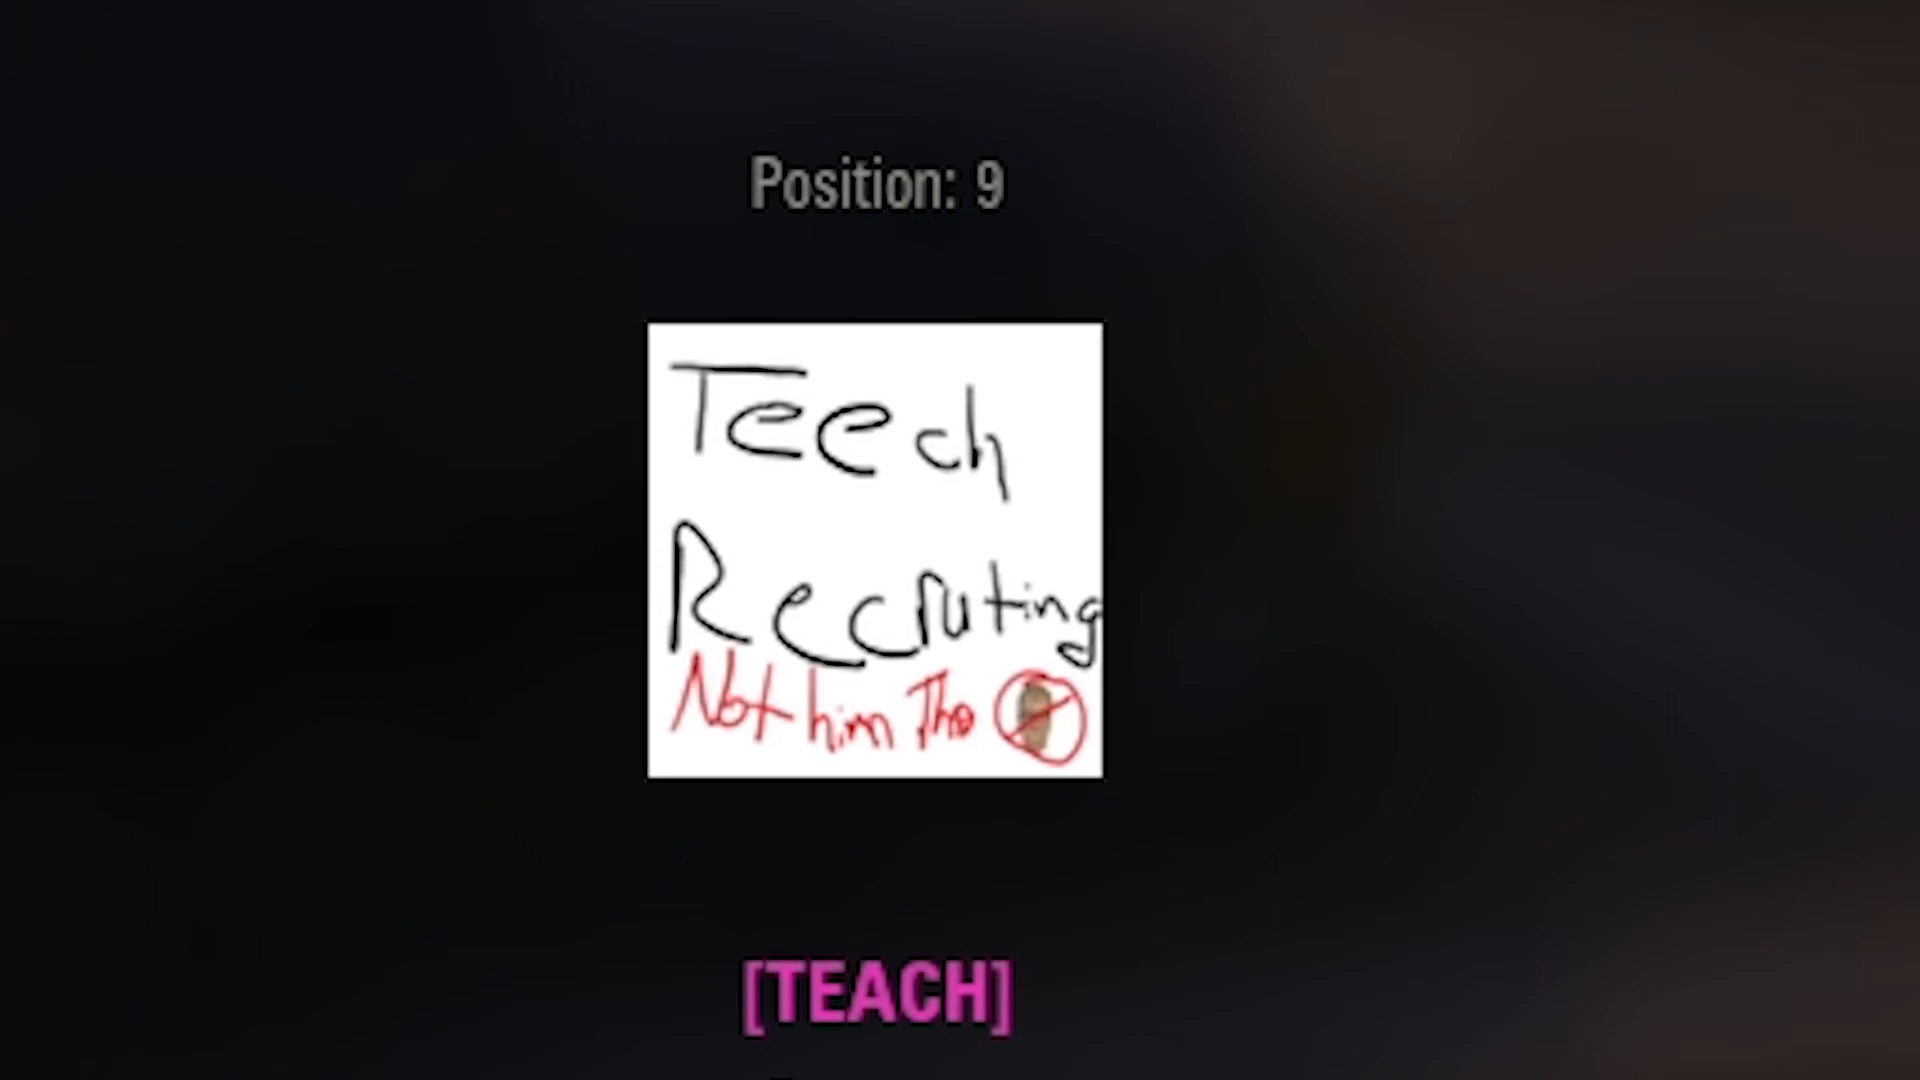 Position: 9
Teech
Recruting
Not him Tho
[TEACH]